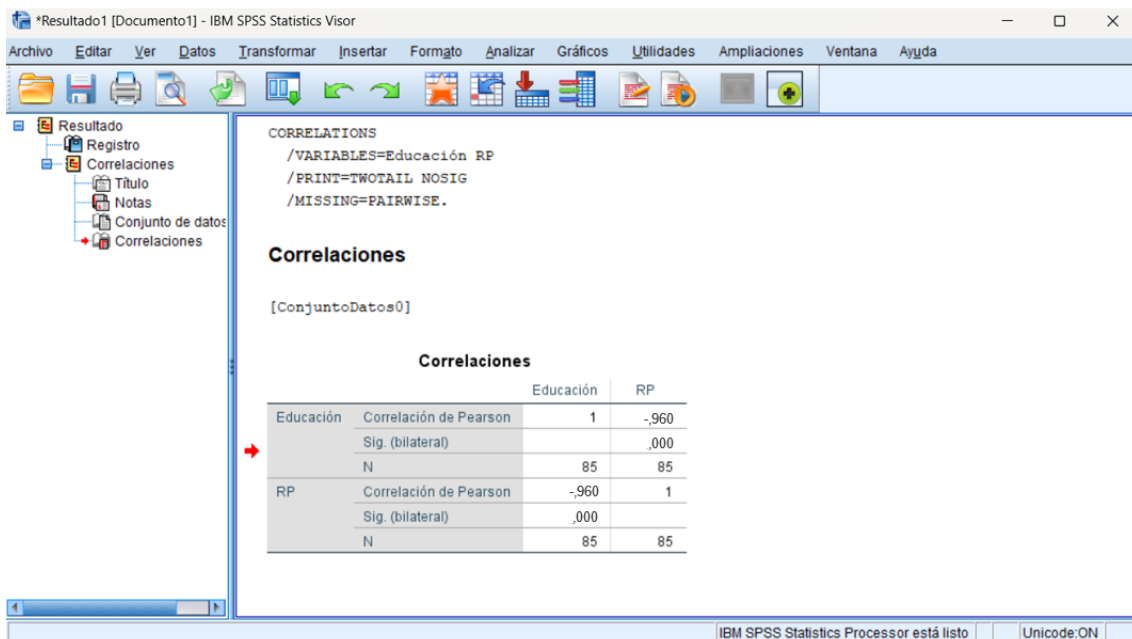 *Resultado1 [Documento1] - IBM SPSS Statistics Visor
Archivo Editar Ver Datos Transformar Insertar Formato Analizar Gráficos Utilidades Ampliaciones Ventana Ayuda
Resultado
Registro
Correlaciones
Título
Notas
Conjunto de datos
Correlaciones
CORRELATIONS
/VARIABLES=Educación RP
/PRINT=TWOTAIL NOSIG
/MISSING=PAIRWISE.
Correlaciones
[ConjuntoDatos0]
Correlaciones
Educación RP
Educación Correlación de Pearson 1 -,960
Sig. (bilateral) ,000
N 85 85
RP Correlación de Pearson -,960 1
Sig. (bilateral) ,000
N 85 85
IBM SPSS Statistics Processor está listo Unicode:ON